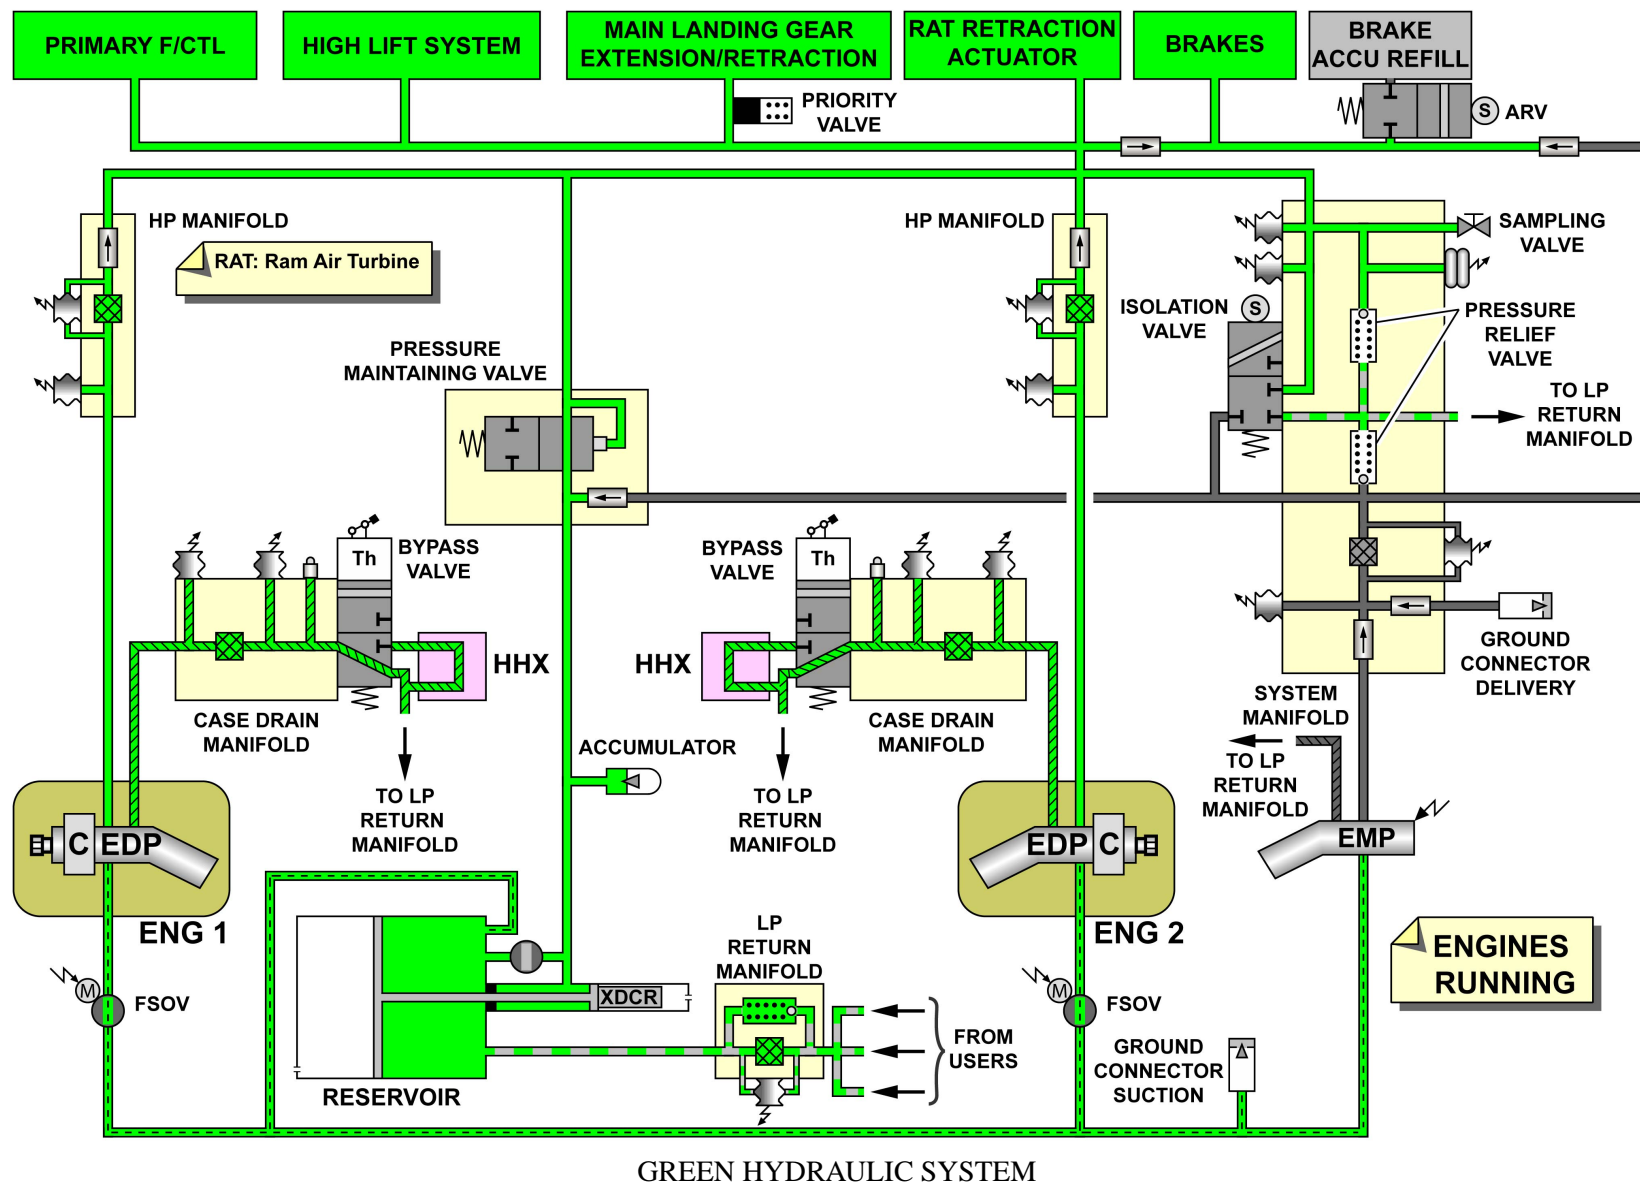 PRIMARY F/CTL
HIGH LIFT SYSTEM
MAIN LANDING GEAR
EXTENSION/RETRACTION
RAT RETRACTION
ACTUATOR
BRAKES
BRAKE
ACCU REFILL
PRIORITY
VALVE
S
ARV
HP MANIFOLD
RAT: Ram Air Turbine
HP MANIFOLD
SAMPLING
VALVE
ISOLATION
VALVE
S
PRESSURE
RELIEF
VALVE
PRESSURE
MAINTAINING VALVE
TO LP
RETURN
MANIFOLD
Th
BYPASS
VALVE
BYPASS
VALVE
Th
HHX
HHX
GROUND
CONNECTOR
DELIVERY
CASE DRAIN
MANIFOLD
CASE DRAIN
MANIFOLD
SYSTEM
MANIFOLD
ACCUMULATOR
TO LP
RETURN
MANIFOLD
TO LP
RETURN
MANIFOLD
TO LP
RETURN
MANIFOLD
C EDP
EDP C
EMP
ENG 1
ENG 2
LP
RETURN
MANIFOLD
ENGINES
RUNNING
M
FSOV
XDCR
M
FSOV
FROM
USERS
GROUND
CONNECTOR
SUCTION
RESERVOIR
GREEN HYDRAULIC SYSTEM